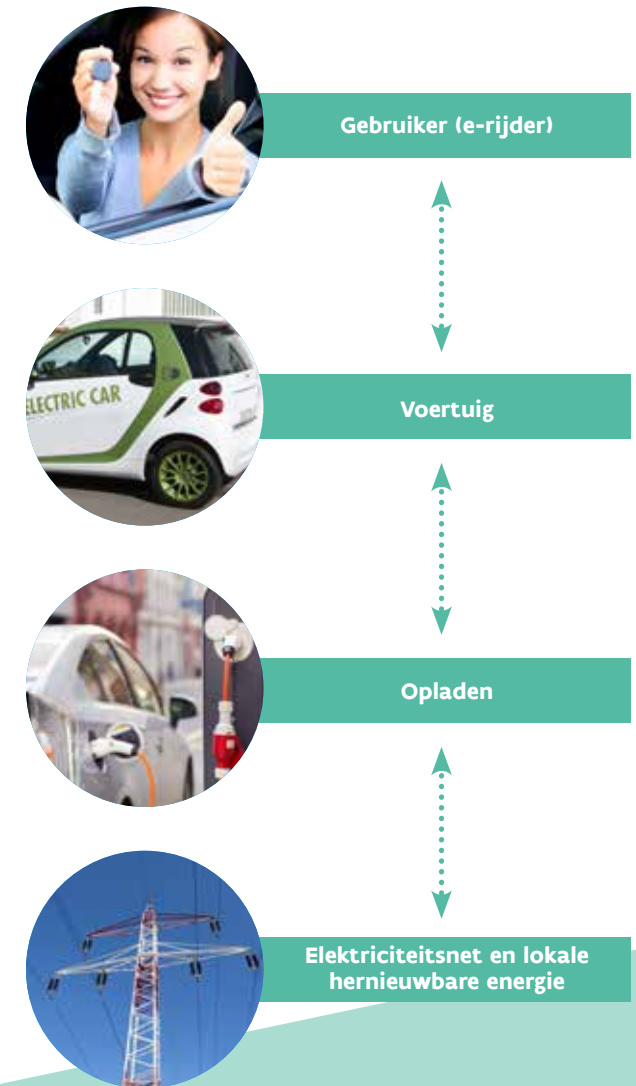 Gebruiker (e-rijder)
ELECTRIC CAR
Voertuig
Opladen
Elektriciteitsnet en lokale
hernieuwbare energie